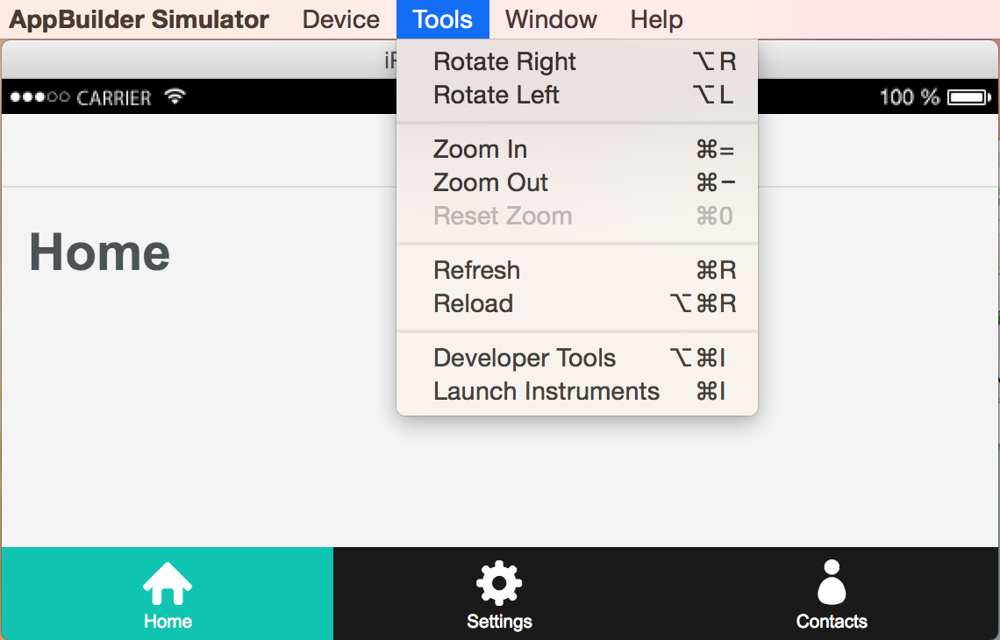 AppBuilder Simulator Device Tools Window Help
CARRIER 100 %
Rotate Right ⌥R
Rotate Left ⌥L
Zoom In ⌘=
Zoom Out ⌘−
Reset Zoom ⌘0
Home
Refresh ⌘R
Reload ⌥⌘R
Developer Tools ⌥⌘I
Launch Instruments ⌘I
Home Settings Contacts